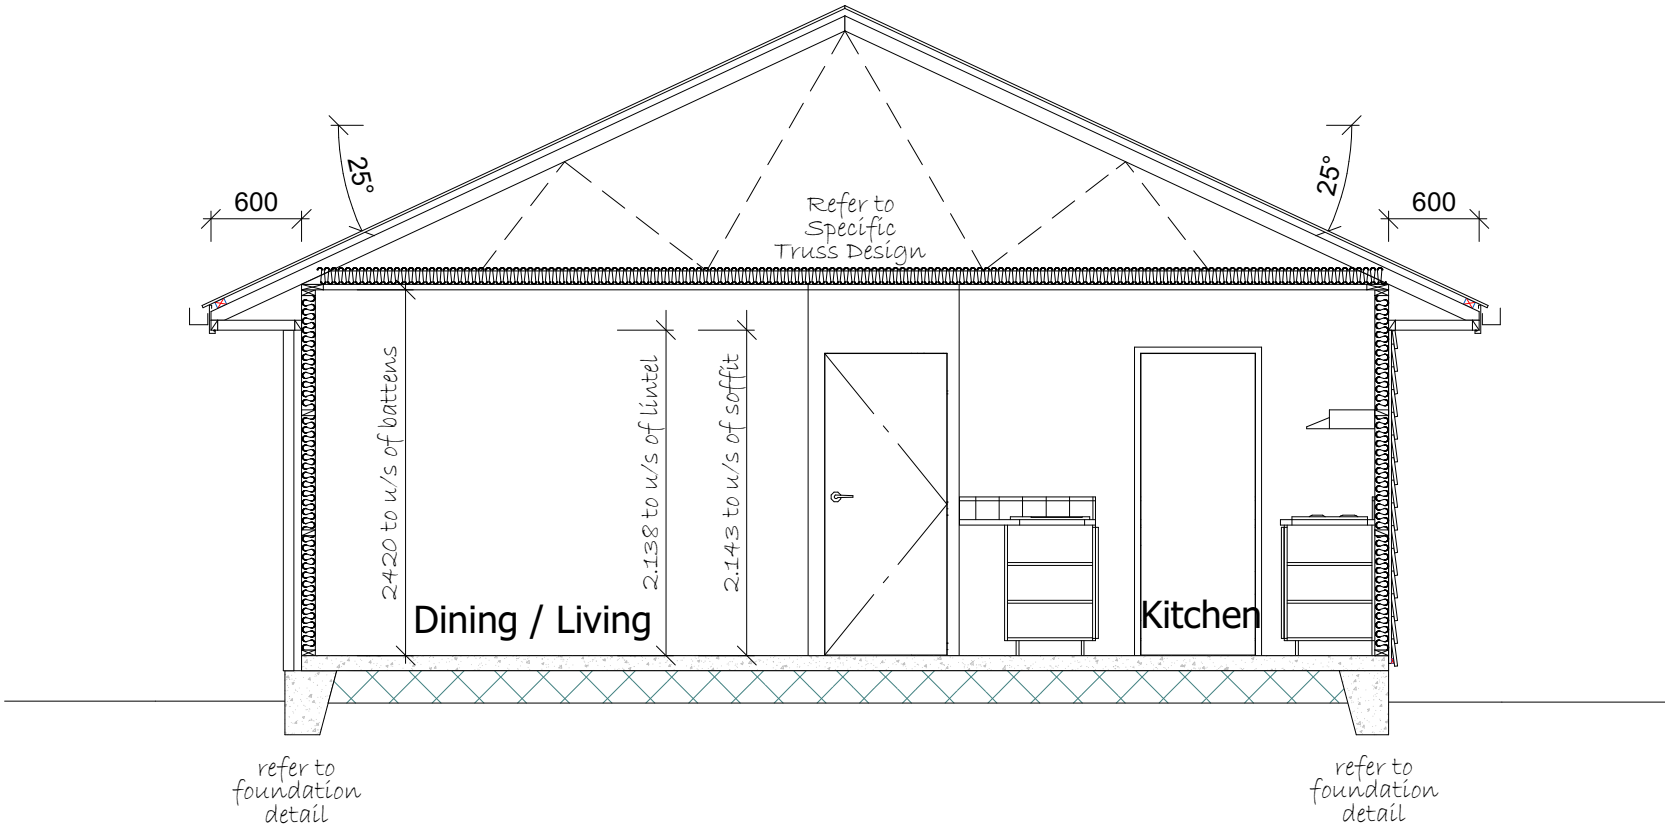 25°
25°
600
600
Refer to
Specific
Truss Design
2420 to u/s of battens
2.138 to u/s of lintel
2.143 to u/s of soffit
Dining / Living
Kitchen
refer to
foundation
detail
refer to
foundation
detail